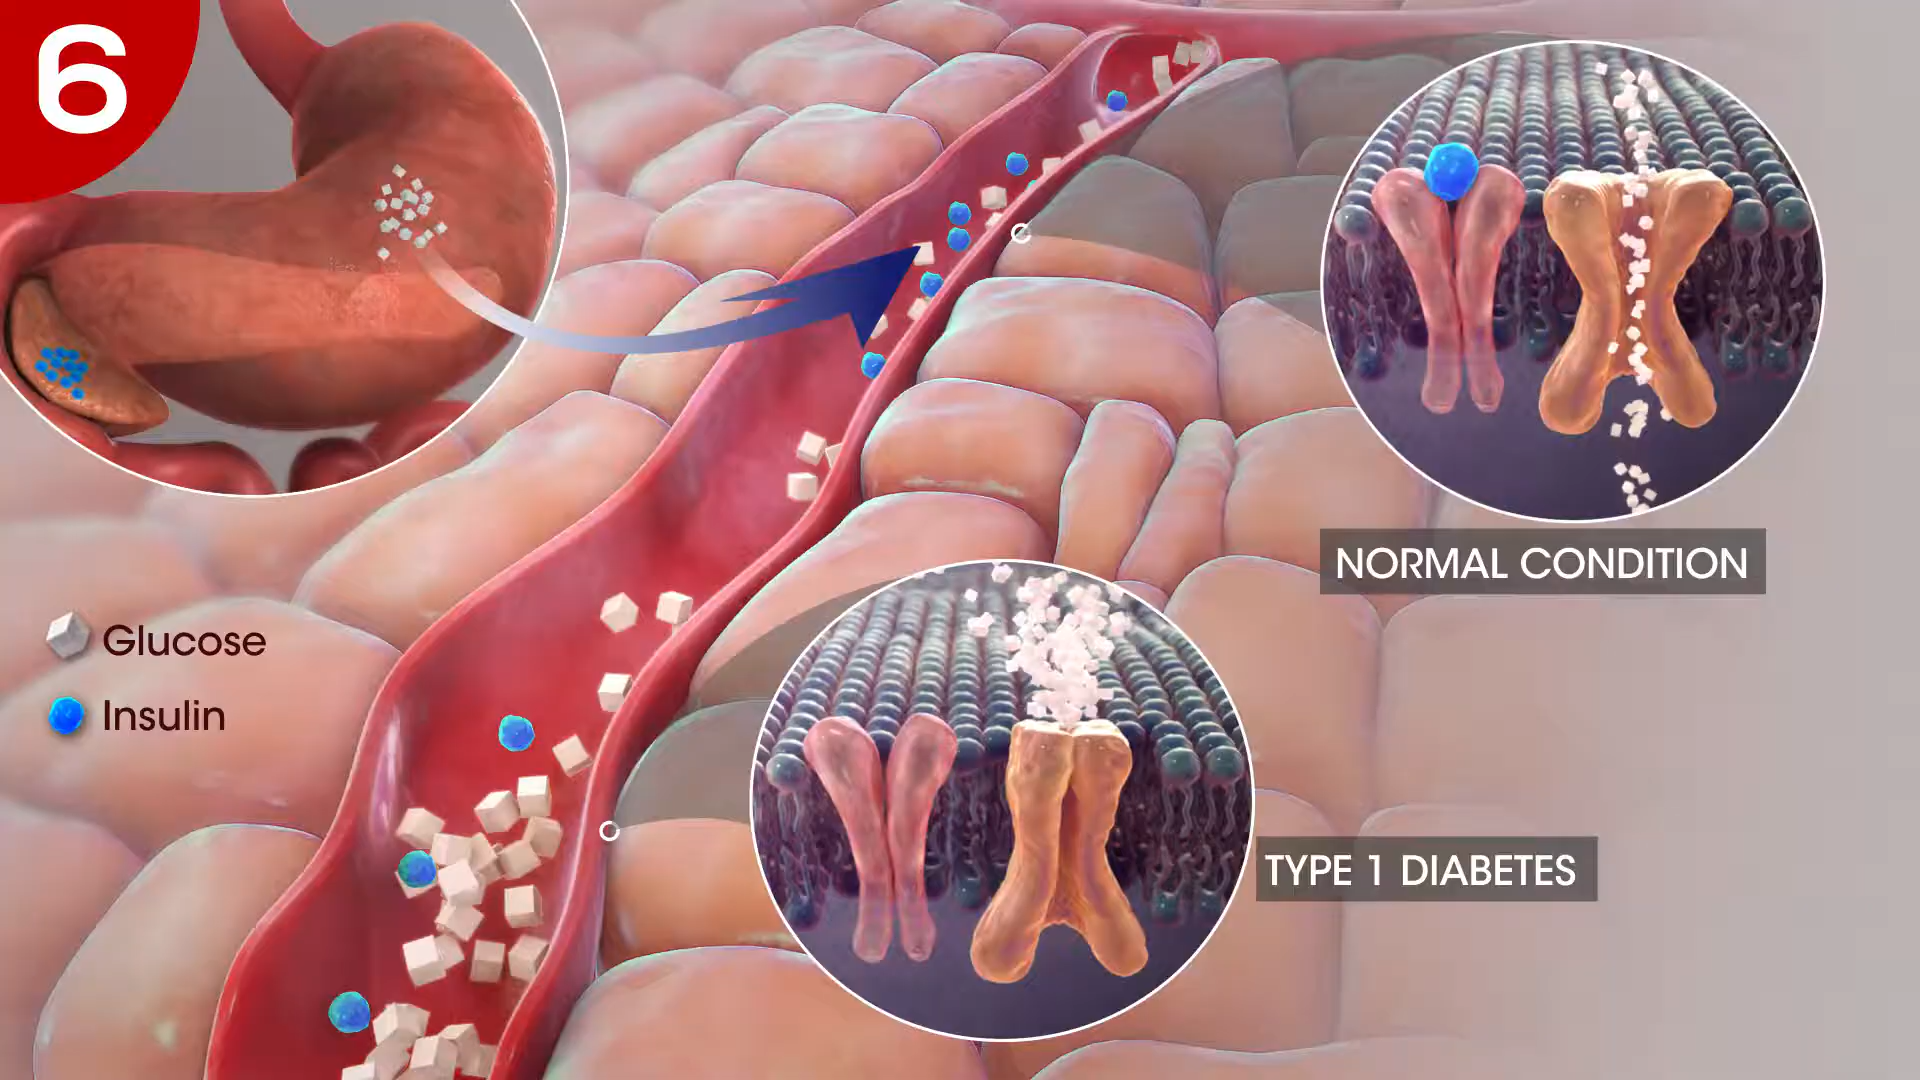 6
NORMAL CONDITION
Glucose
Insulin
TYPE 1 DIABETES